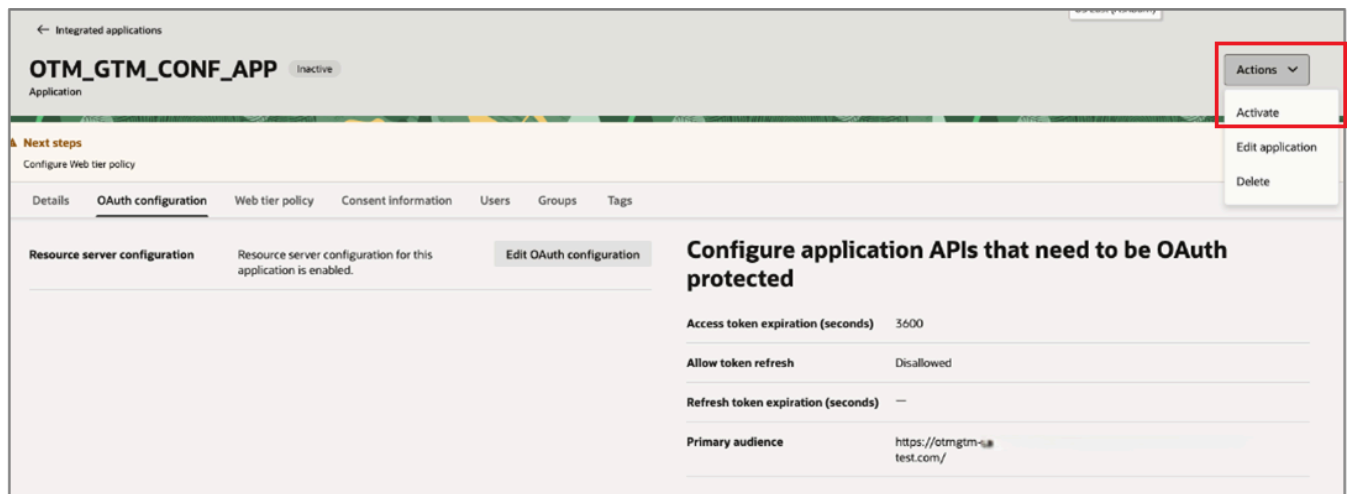 ← Integrated applications
OTM_GTM_CONF_APP Inactive
Application
Actions
Activate
Edit application
Delete
Next steps
Configure Web tier policy
Details OAuth configuration Web tier policy Consent information Users Groups Tags
Resource server configuration
Resource server configuration for this
application is enabled.
Edit OAuth configuration
Configure application APIs that need to be OAuth
protected
Access token expiration (seconds) 3600
Allow token refresh Disallowed
Refresh token expiration (seconds) —
Primary audience https://otmgtm-
test.com/